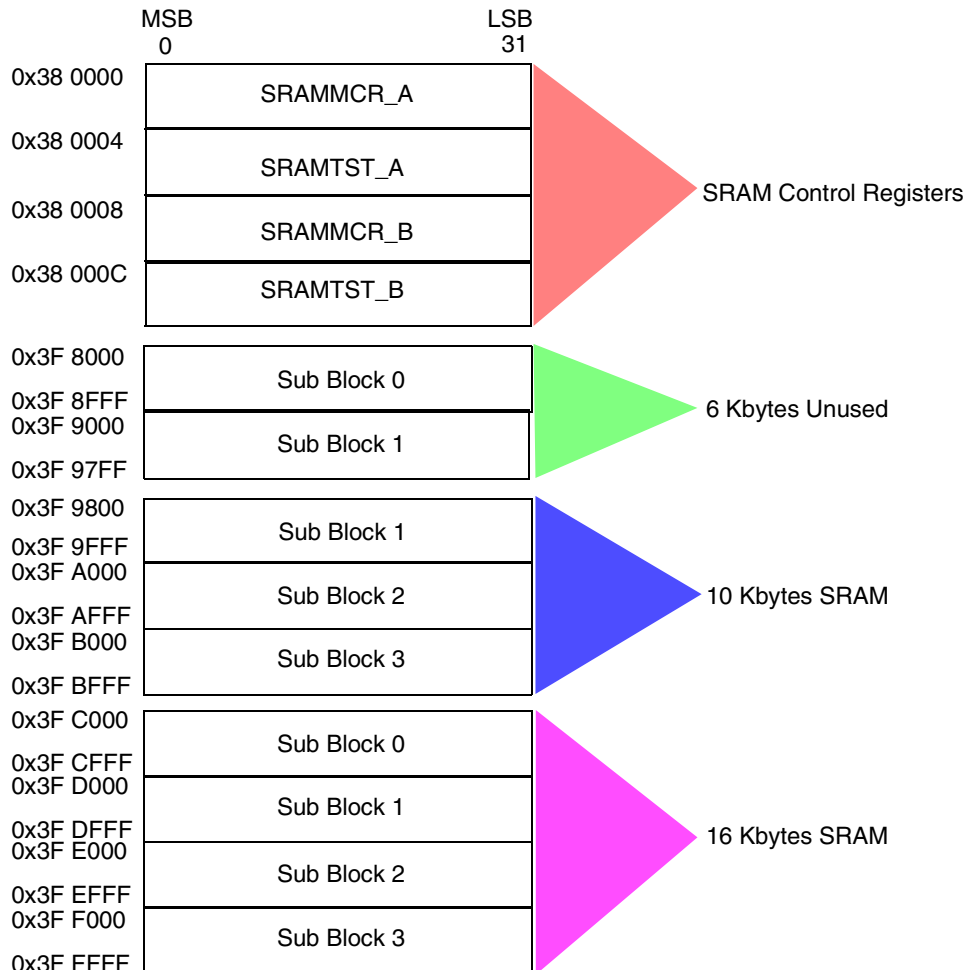 MSB LSB
0 31
0x38 0000
SRAMMCR_A
0x38 0004
SRAMTST_A
SRAM Control Registers
0x38 0008
SRAMMCR_B
0x38 000C
SRAMTST_B
0x3F 8000
Sub Block 0
0x3F 8FFF
6 Kbytes Unused
0x3F 9000
Sub Block 1
0x3F 97FF
0x3F 9800
Sub Block 1
0x3F 9FFF
0x3F A000
Sub Block 2
10 Kbytes SRAM
0x3F AFFF
0x3F B000
Sub Block 3
0x3F BFFF
0x3F C000
Sub Block 0
0x3F CFFF
0x3F D000
Sub Block 1
0x3F DFFF
16 Kbytes SRAM
0x3F E000
Sub Block 2
0x3F EFFF
0x3F F000
Sub Block 3
0x3F FFFF